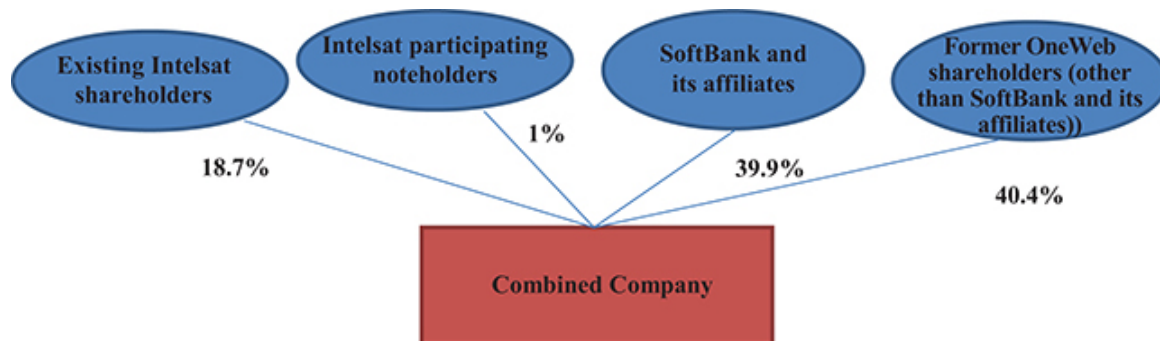 Existing Intelsat
shareholders
Intelsat participating
noteholders
SoftBank and
its affiliates
Former OneWeb
shareholders (other
than SoftBank and its
affiliates))
18.7%
1%
39.9%
40.4%
Combined Company